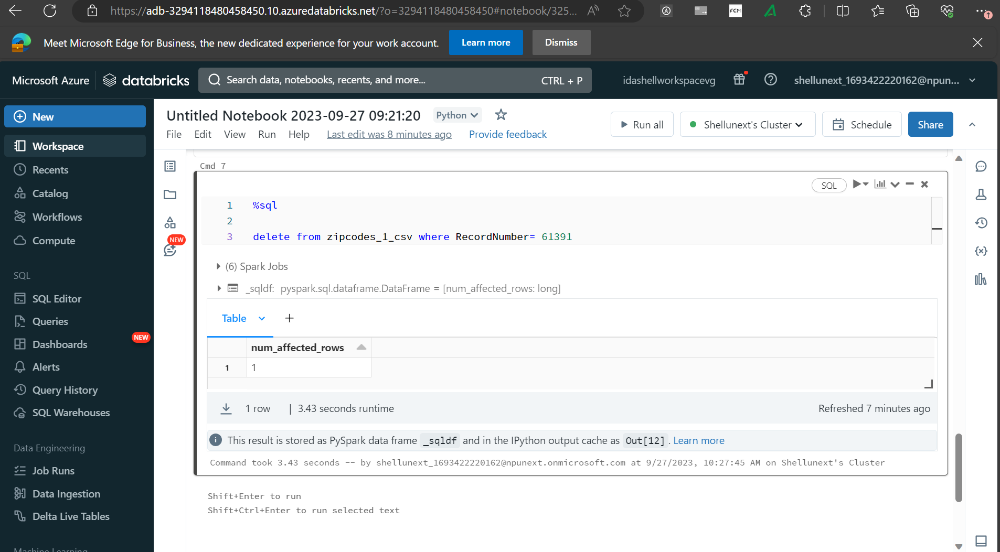 https://adb-3294118480458450.10.azuredatabricks.net/?o=3294118480458450#notebook/325...
Meet Microsoft Edge for Business, the new dedicated experience for your work account.
Learn more
Dismiss
Microsoft Azure
databricks
Search data, notebooks, recents, and more...
CTRL + P
idashellworkspacevg
shellunext_1693422220162@npun...
New
Workspace
Recents
Catalog
Workflows
Compute
SQL
SQL Editor
Queries
Dashboards
NEW
Alerts
Query History
SQL Warehouses
Data Engineering
Job Runs
Data Ingestion
Delta Live Tables
Machine Learning
Untitled Notebook 2023-09-27 09:21:20
Python
File Edit View Run Help Last edit was 8 minutes ago Provide feedback
Run all
Shellunext's Cluster
Schedule
Share
NEW
Cmd 7
SQL
1 %sql
2
3 delete from zipcodes_1_csv where RecordNumber= 61391
(6) Spark Jobs
_sqldf: pyspark.sql.dataframe.DataFrame = [num_affected_rows: long]
Table
+
num_affected_rows
1 1
1 row | 3.43 seconds runtime
Refreshed 7 minutes ago
This result is stored as PySpark data frame _sqldf and in the IPython output cache as Out[12] . Learn more
Command took 3.43 seconds -- by shellunext_1693422220162@npunext.onmicrosoft.com at 9/27/2023, 10:27:45 AM on Shellunext's Cluster
Shift+Enter to run
Shift+Ctrl+Enter to run selected text
FCM